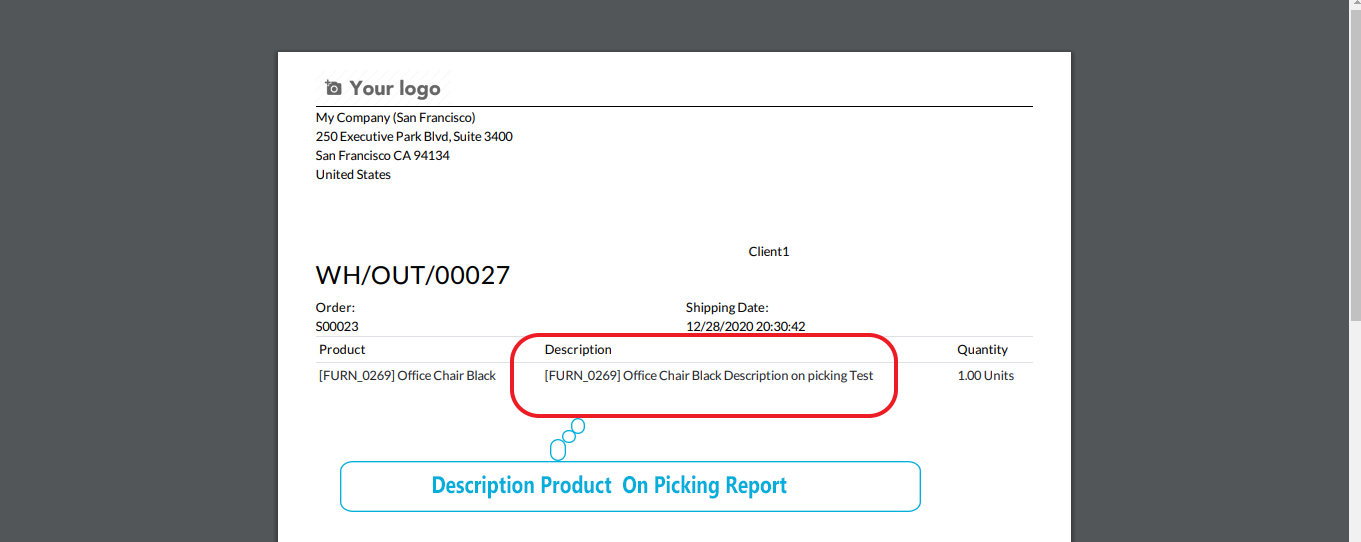 Your logo
My Company (San Francisco)
250 Executive Park Blvd, Suite 3400
San Francisco CA 94134
United States
Client1
WH/OUT/00027
Order: Shipping Date:
S00023 12/28/2020 20:30:42
Product Description Quantity
[FURN_0269] Office Chair Black [FURN_0269] Office Chair Black Description on picking Test 1.00 Units
Description Product On Picking Report